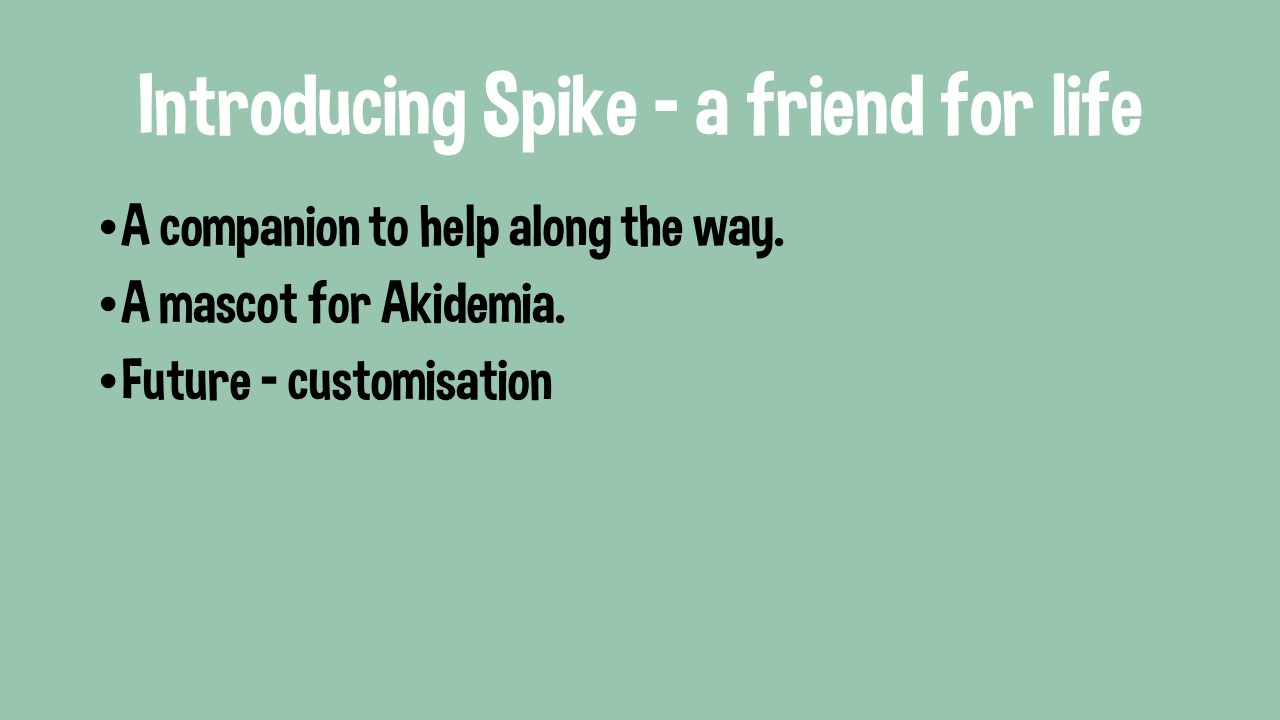 Introducing Spike - a friend for life
•A companion to help along the way.
•A mascot for Akidemia.
•Future - customisation